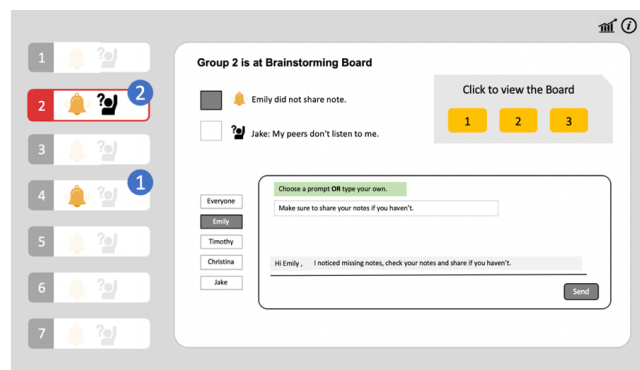 i
1
2
2
3
4
1
5
6
7
Group 2 is at Brainstorming Board
Emily did not share note.
? Jake: My peers don't listen to me.
Click to view the Board
1 2 3
Choose a prompt OR type your own.
Make sure to share your notes if you haven't.
Everyone
Emily
Timothy
Christina
Jake
Hi Emily , I noticed missing notes, check your notes and share if you haven't.
Send